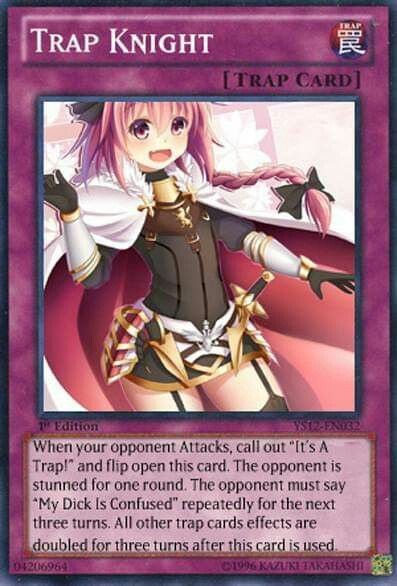 TRAP KNIGHT
TRAP
罠
[TRAP CARD]
1st Edition
YS12-EN032
When your opponent Attacks, call out “It’s A
Trap!” and flip open this card. The opponent is
stunned for one round. The opponent must say
“My Dick Is Confused” repeatedly for the next
three turns. All other trap cards effects are
doubled for three turns after this card is used.
04206964
©1996 KAZUKI TAKAHASHI